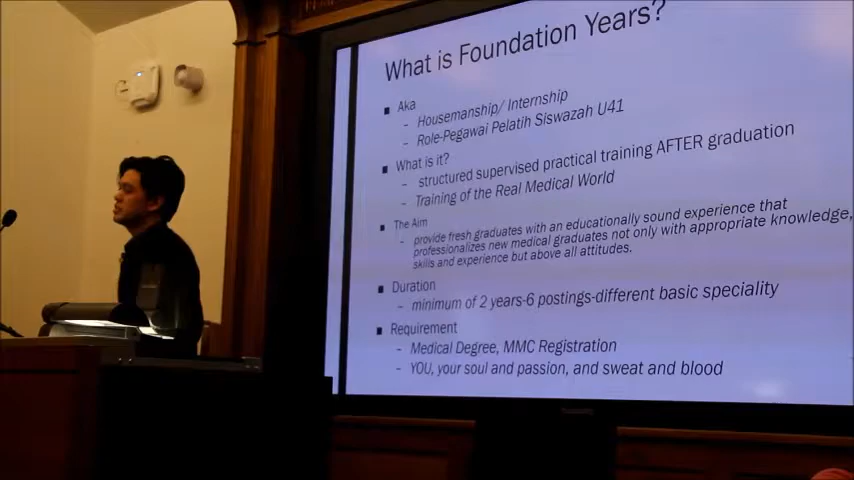 What is Foundation Years?
Aka
- Housemanship/ Internship
- Role-Pegawai Pelatih Siswazah U41
What is it?
- structured supervised practical training AFTER graduation
- Training of the Real Medical World
The Aim
- provide fresh graduates with an educationally sound experience that
professionalizes new medical graduates not only with appropriate knowledge,
skills and experience but above all attitudes.
Duration
- minimum of 2 years-6 postings-different basic speciality
Requirement
- Medical Degree, MMC Registration
- YOU, your soul and passion, and sweat and blood